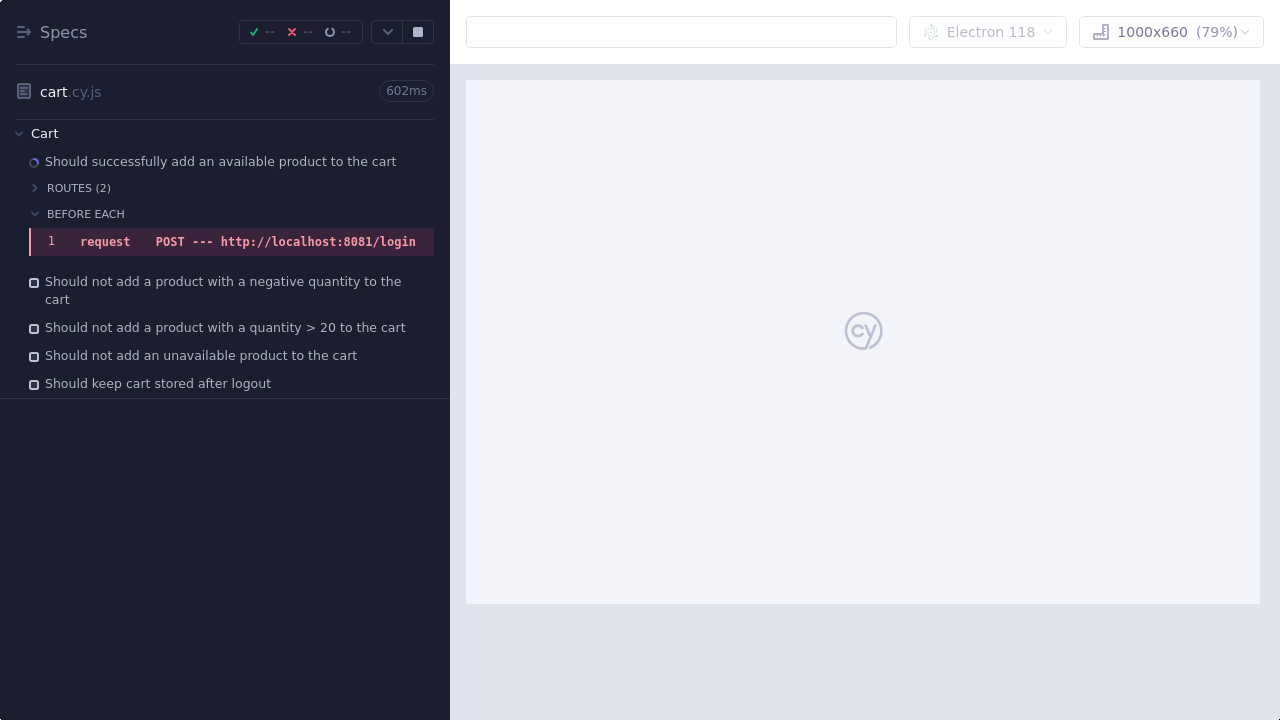 Specs
-- -- --
cart.cy.js
602ms
Cart
Should successfully add an available product to the cart
ROUTES (2)
BEFORE EACH
1 request POST --- http://localhost:8081/login
Should not add a product with a negative quantity to the
cart
Should not add a product with a quantity > 20 to the cart
Should not add an unavailable product to the cart
Should keep cart stored after logout
Electron 118
1000x660 (79%)
cy